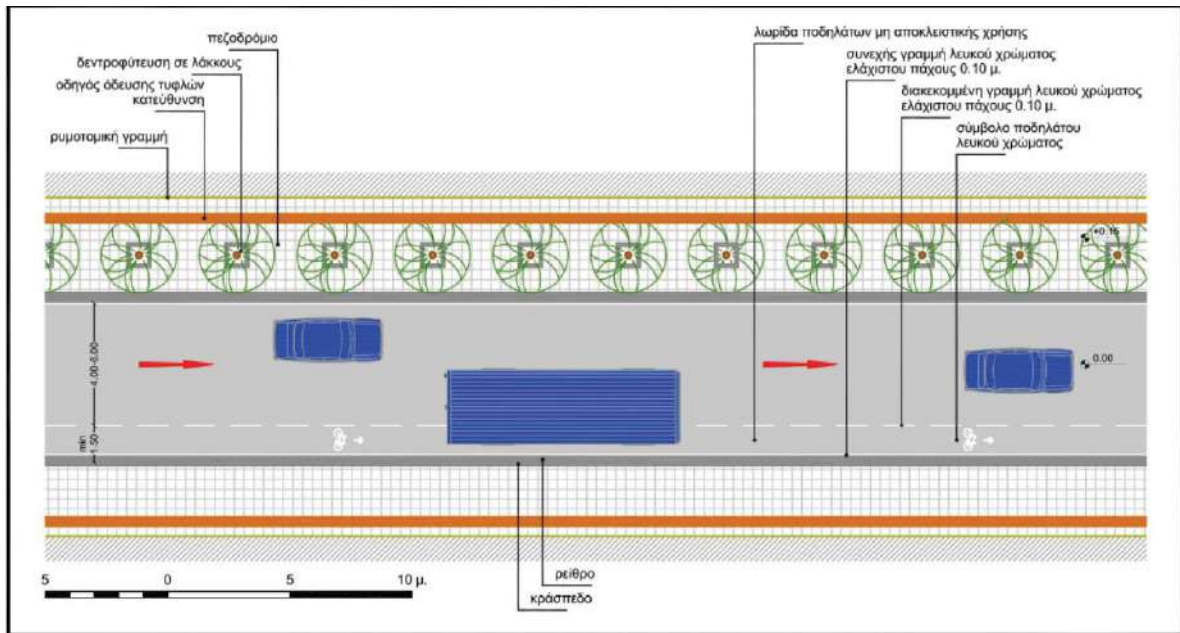 πεζοδρόμιο
δεντροφύτευση σε λάκκους
οδηγός όδευσης τυφλών
κατεύθυνση
ρυμοτομική γραμμή
λωρίδα ποδηλάτων μη αποκλειστικής χρήσης
συνεχής γραμμή λευκού χρώματος
ελάχιστου πάχους 0.10 μ.
διακεκομμένη γραμμή λευκού χρώματος
ελάχιστου πάχους 0.10 μ.
σύμβολο ποδηλάτου
λευκού χρώματος
+0.15
4.00-6.00
0.00
min
1.50
ρείθρο
κράσπεδο
5 0 5 10 μ.